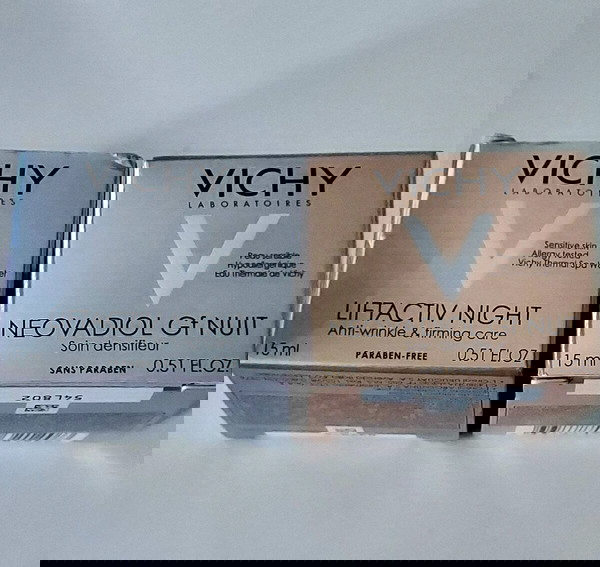 VICHY
LABORATOIRES
VICHY
LABORATOIRES
Sensitive skin
Allergy tested
Vichy Thermal Spa Water
Peau sensible
Hypoallergénique
Eau Thermale de Vichy
LIFTACTIV NIGHT
Anti-wrinkle & firming care
NEOVADIOL Gf NUIT
Soin densifieur
15 ml
PARABEN-FREE
0.51 FL.OZ.
15 ml
SANS PARABEN
0.51 FL.OZ.
54L802